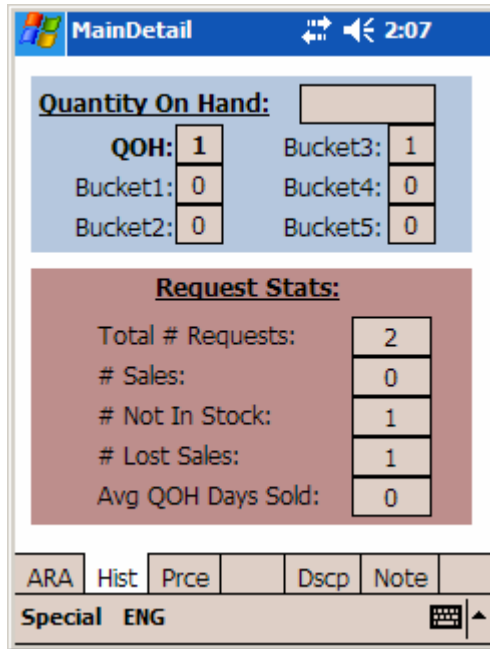 MainDetail 2:07
Quantity On Hand:
QOH: 1 Bucket3: 1
Bucket1: 0 Bucket4: 0
Bucket2: 0 Bucket5: 0
Request Stats:
Total # Requests: 2
# Sales: 0
# Not In Stock: 1
# Lost Sales: 1
Avg QOH Days Sold: 0
ARA Hist Prce Dscp Note
Special ENG